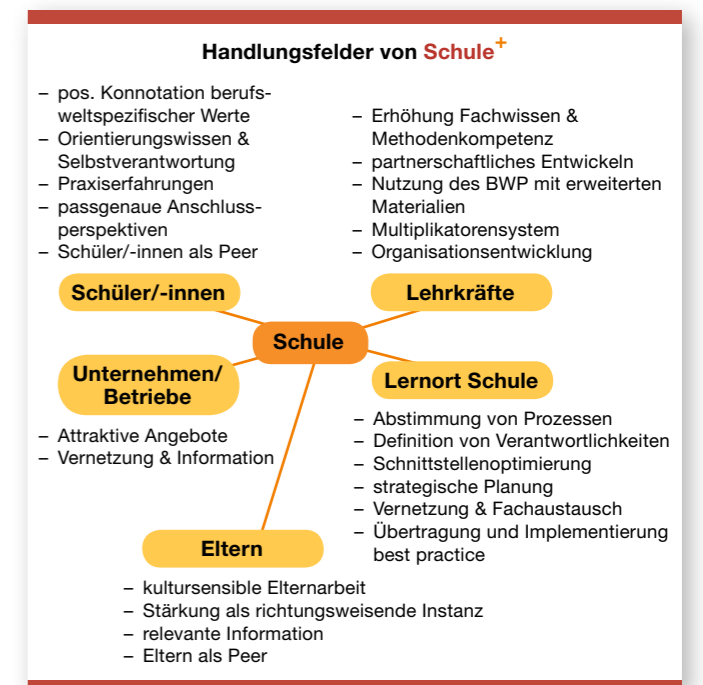 Handlungsfelder von Schule+
– pos. Konnotation berufs-
weltspezifischer Werte
– Orientierungswissen &
Selbstverantwortung
– Praxiserfahrungen
– passgenaue Anschluss-
perspektiven
– Schüler/-innen als Peer
– Erhöhung Fachwissen &
Methodenkompetenz
– partnerschaftliches Entwickeln
– Nutzung des BWP mit erweiterten
Materialien
– Multiplikatorensystem
– Organisationsentwicklung
Schüler/-innen
Lehrkräfte
Schule
Unternehmen/
Betriebe
– Attraktive Angebote
– Vernetzung & Information
Lernort Schule
– Abstimmung von Prozessen
– Definition von Verantwortlichkeiten
– Schnittstellenoptimierung
– strategische Planung
– Vernetzung & Fachaustausch
– Übertragung und Implementierung
best practice
Eltern
– kultursensible Elternarbeit
– Stärkung als richtungsweisende Instanz
– relevante Information
– Eltern als Peer